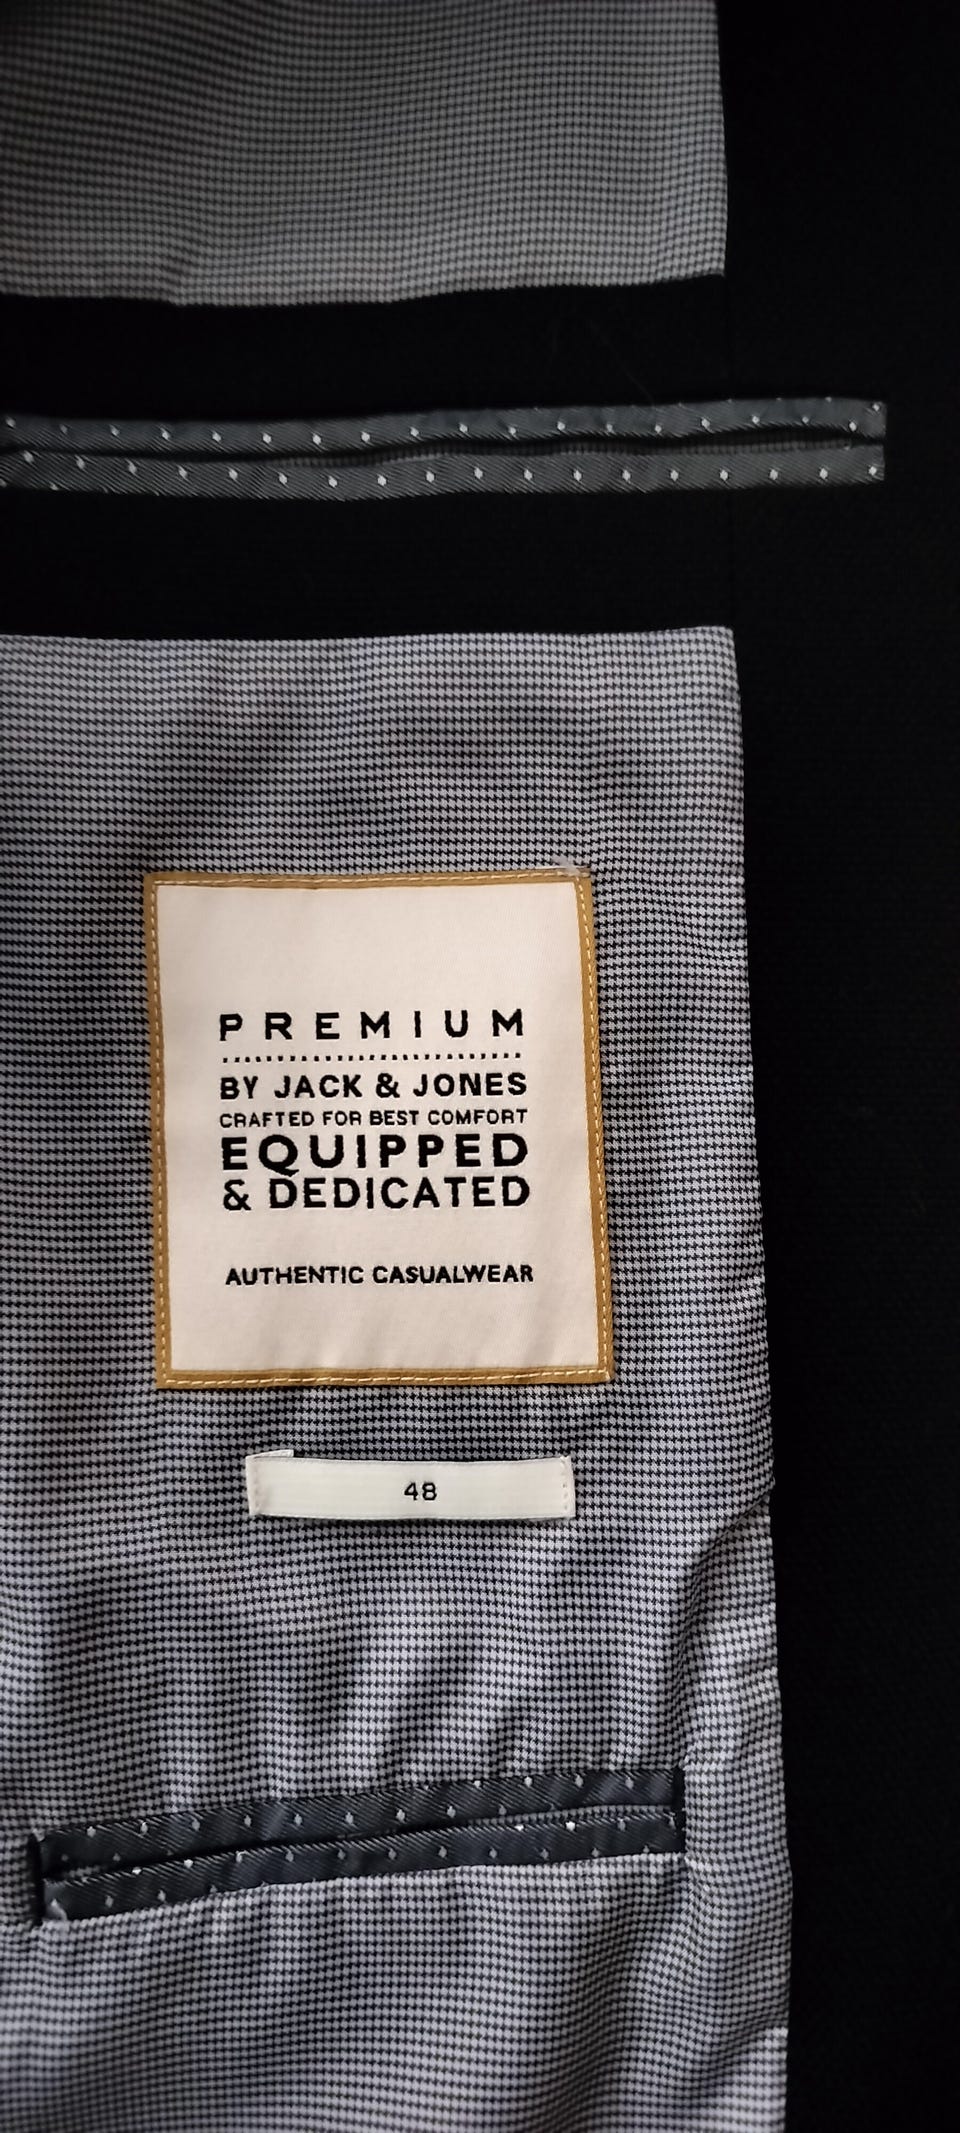 PREMIUM
BY JACK & JONES
CRAFTED FOR BEST COMFORT
EQUIPPED
& DEDICATED
AUTHENTIC CASUALWEAR
48